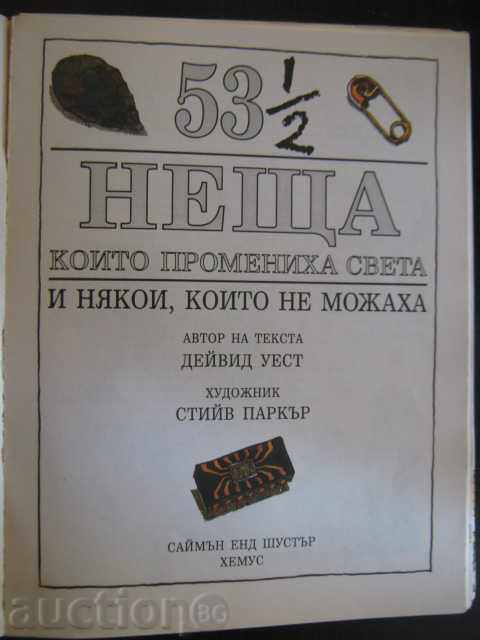 53 1/2
НЕЩА
КОИТО ПРОМЕНИХА СВЕТА
И НЯКОИ, КОИТО НЕ МОЖАХА
АВТОР НА ТЕКСТА
ДЕЙВИД УЕСТ
ХУДОЖНИК
СТИЙВ ПАРКЪР
САЙМЪН ЕНД ШУСТЪР
ХЕМУС
auction BG